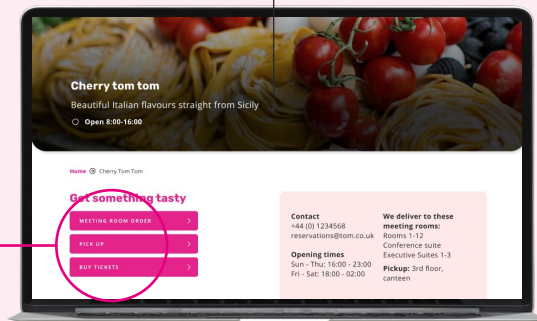 Cherry tom tom
Beautiful Italian flavours straight from Sicily
Open 8:00-16:00
Home Cherry Tom Tom
Get something tasty
MEETING ROOM ORDER
PICK UP
BUY TICKETS
Contact
+44 (0) 1234568
reservations@tom.co.uk
Opening times
Sun - Thu: 16:00 - 23:00
Fri - Sat: 18:00 - 02:00
We deliver to these
meeting rooms:
Rooms 1-12
Conference suite
Executive Suites 1-3
Pickup: 3rd floor,
canteen